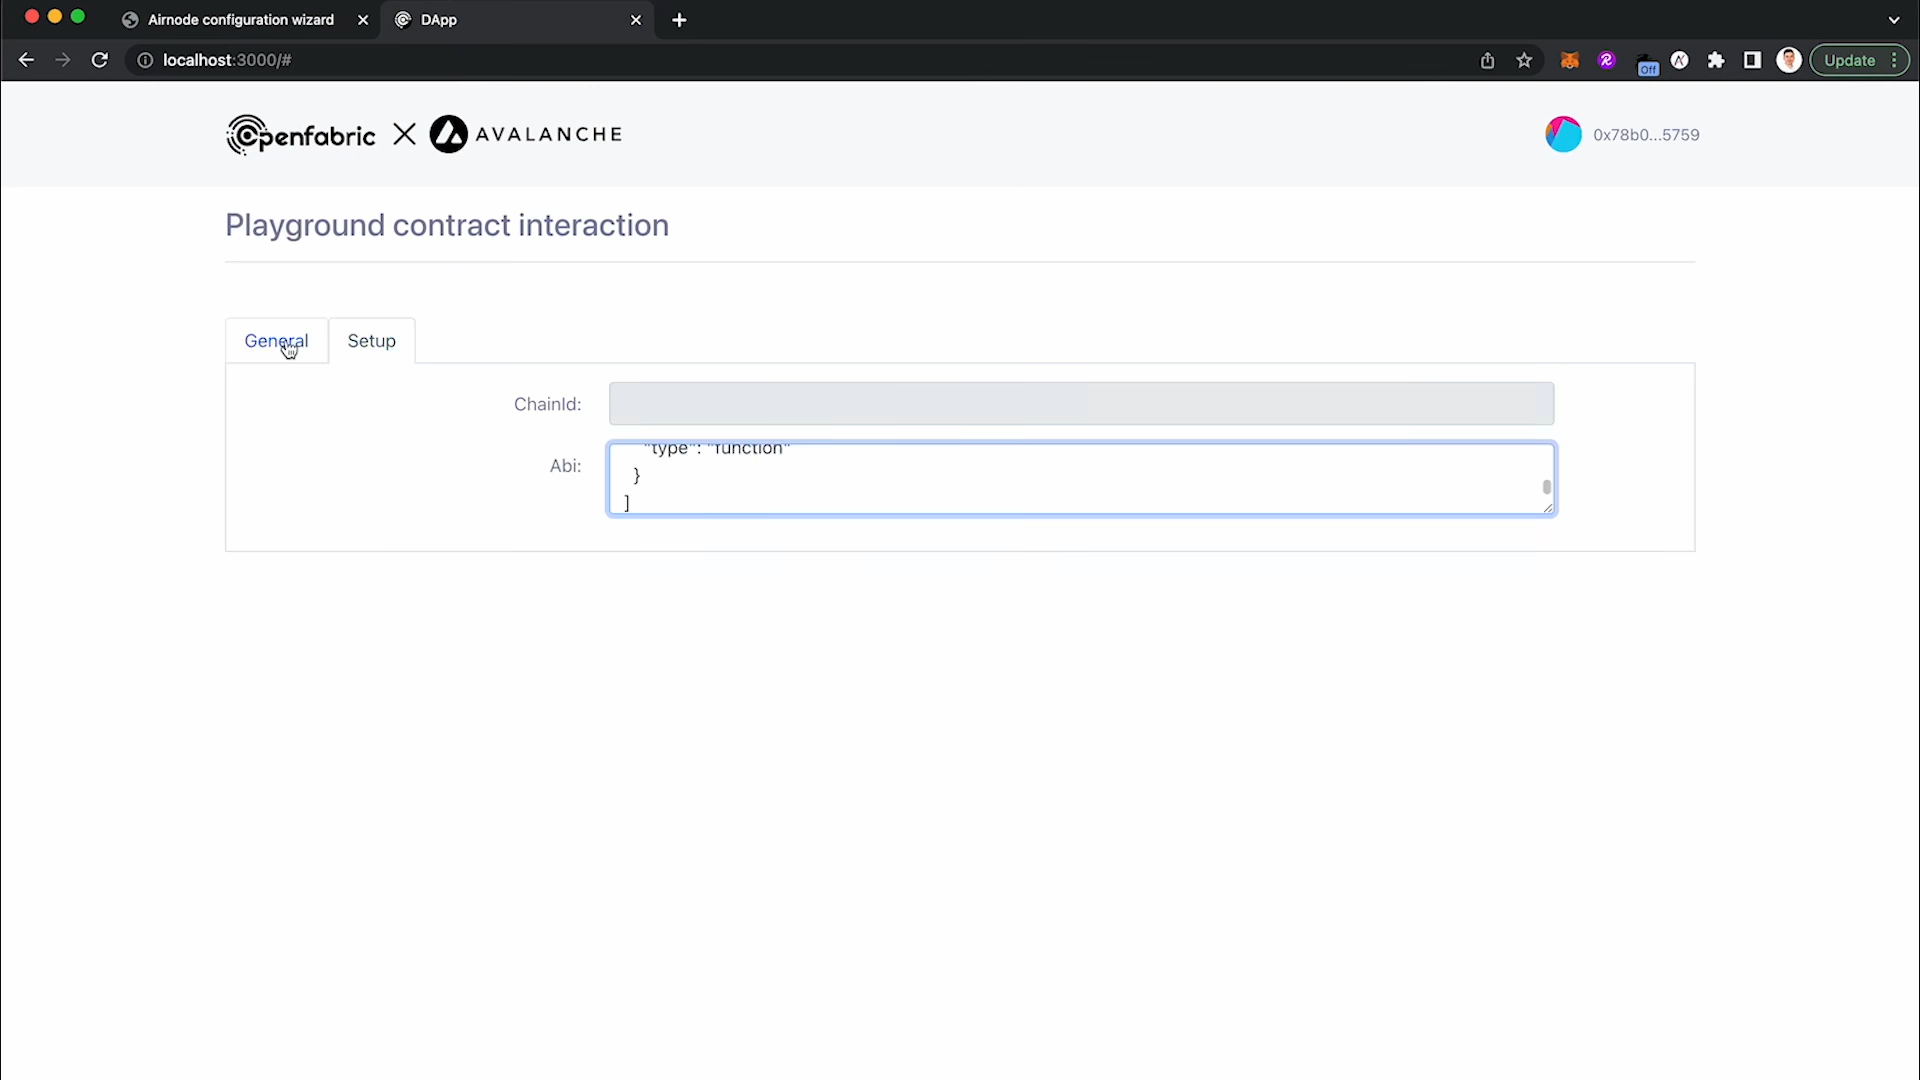 Airnode configuration wizard
DApp
localhost:3000/#
Off
Update
Openfabric X AVALANCHE
0x78b0...5759
Playground contract interaction
General
Setup
ChainId:
Abi:
"type": "function"
}
]